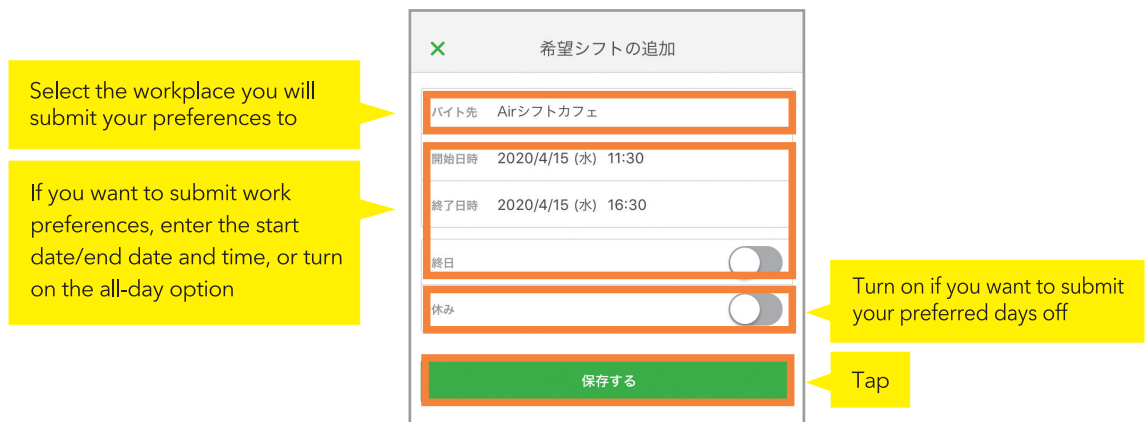 希望シフトの追加
Select the workplace you will
submit your preferences to
バイト先 Airシフトカフェ
If you want to submit work
preferences, enter the start
date/end date and time, or turn
on the all-day option
開始日時 2020/4/15 (水) 11:30
終了日時 2020/4/15 (水) 16:30
終日
休み
Turn on if you want to submit
your preferred days off
保存する
Tap